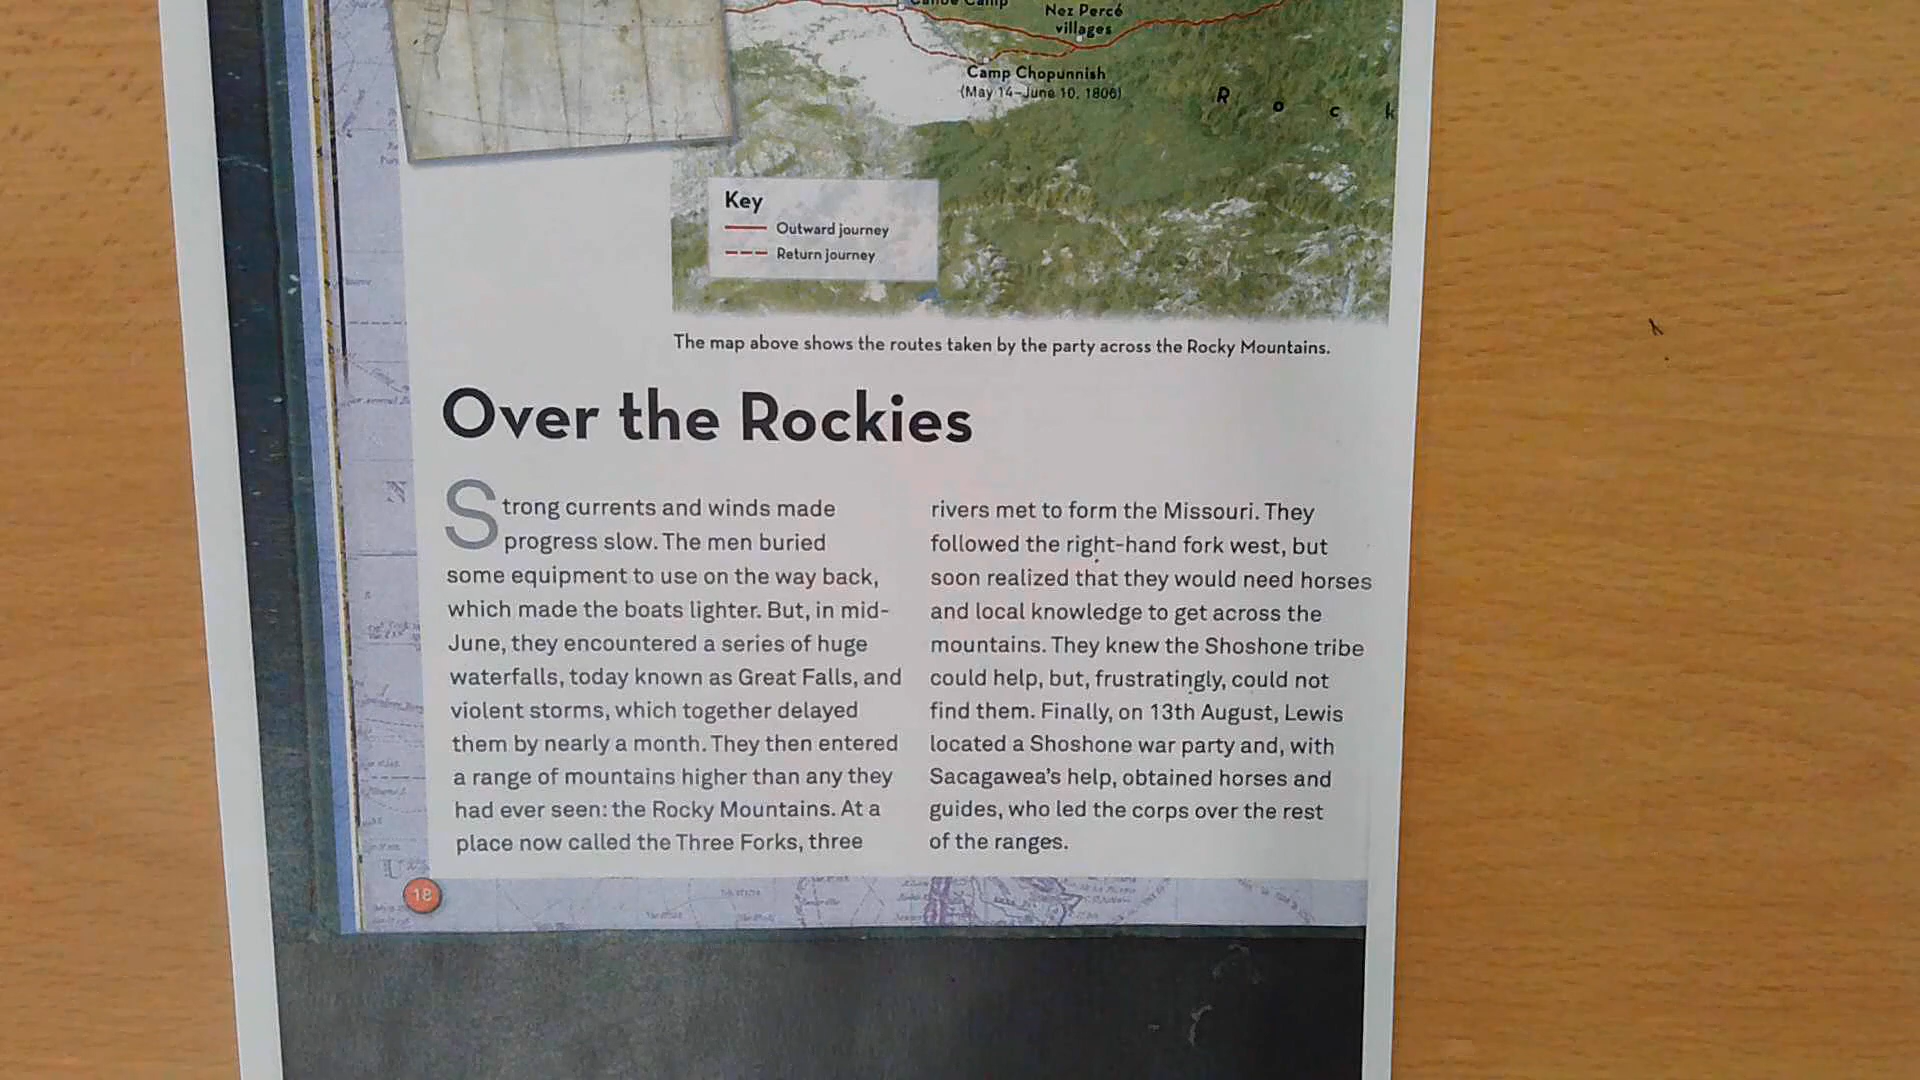 Nez Percé
villages
Camp Chopunnish
(May 14–June 10, 1806)
R o c k
Key
Outward journey
Return journey
The map above shows the routes taken by the party across the Rocky Mountains.
Over the Rockies
Strong currents and winds made
progress slow. The men buried
some equipment to use on the way back,
which made the boats lighter. But, in mid-
June, they encountered a series of huge
waterfalls, today known as Great Falls, and
violent storms, which together delayed
them by nearly a month. They then entered
a range of mountains higher than any they
had ever seen: the Rocky Mountains. At a
place now called the Three Forks, three
rivers met to form the Missouri. They
followed the right-hand fork west, but
soon realized that they would need horses
and local knowledge to get across the
mountains. They knew the Shoshone tribe
could help, but, frustratingly, could not
find them. Finally, on 13th August, Lewis
located a Shoshone war party and, with
Sacagawea's help, obtained horses and
guides, who led the corps over the rest
of the ranges.
18